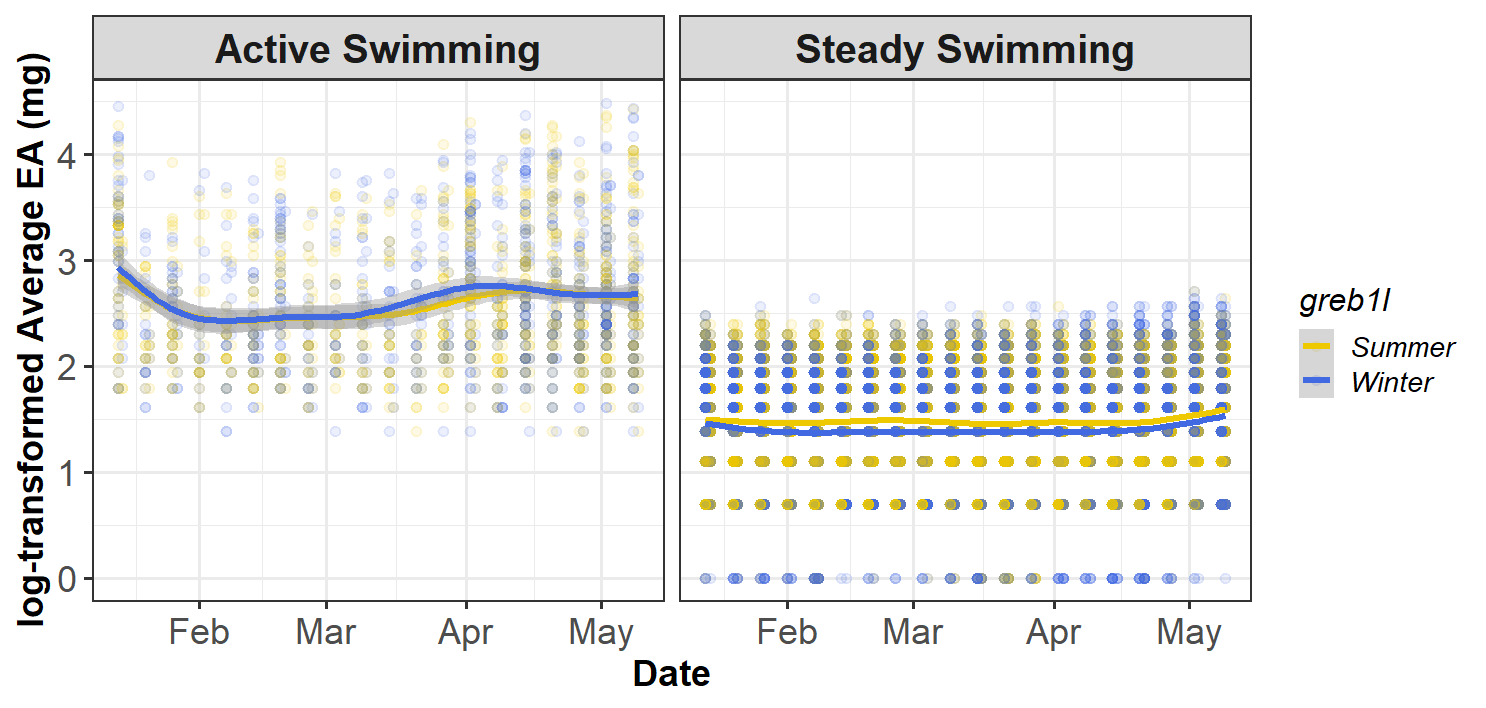 Active Swimming
Steady Swimming
log-transformed Average EA (mg)
4
3
2
1
0
Feb
Mar
Apr
May
Feb
Mar
Apr
May
Date
greb1l
Summer
Winter